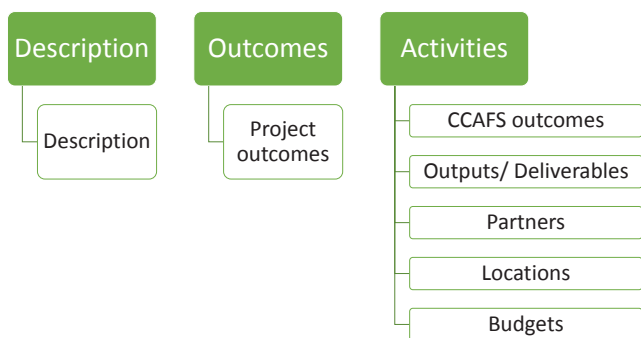 Description
Outcomes
Activities
Description
Project
outcomes
CCAFS outcomes
Outputs/ Deliverables
Partners
Locations
Budgets